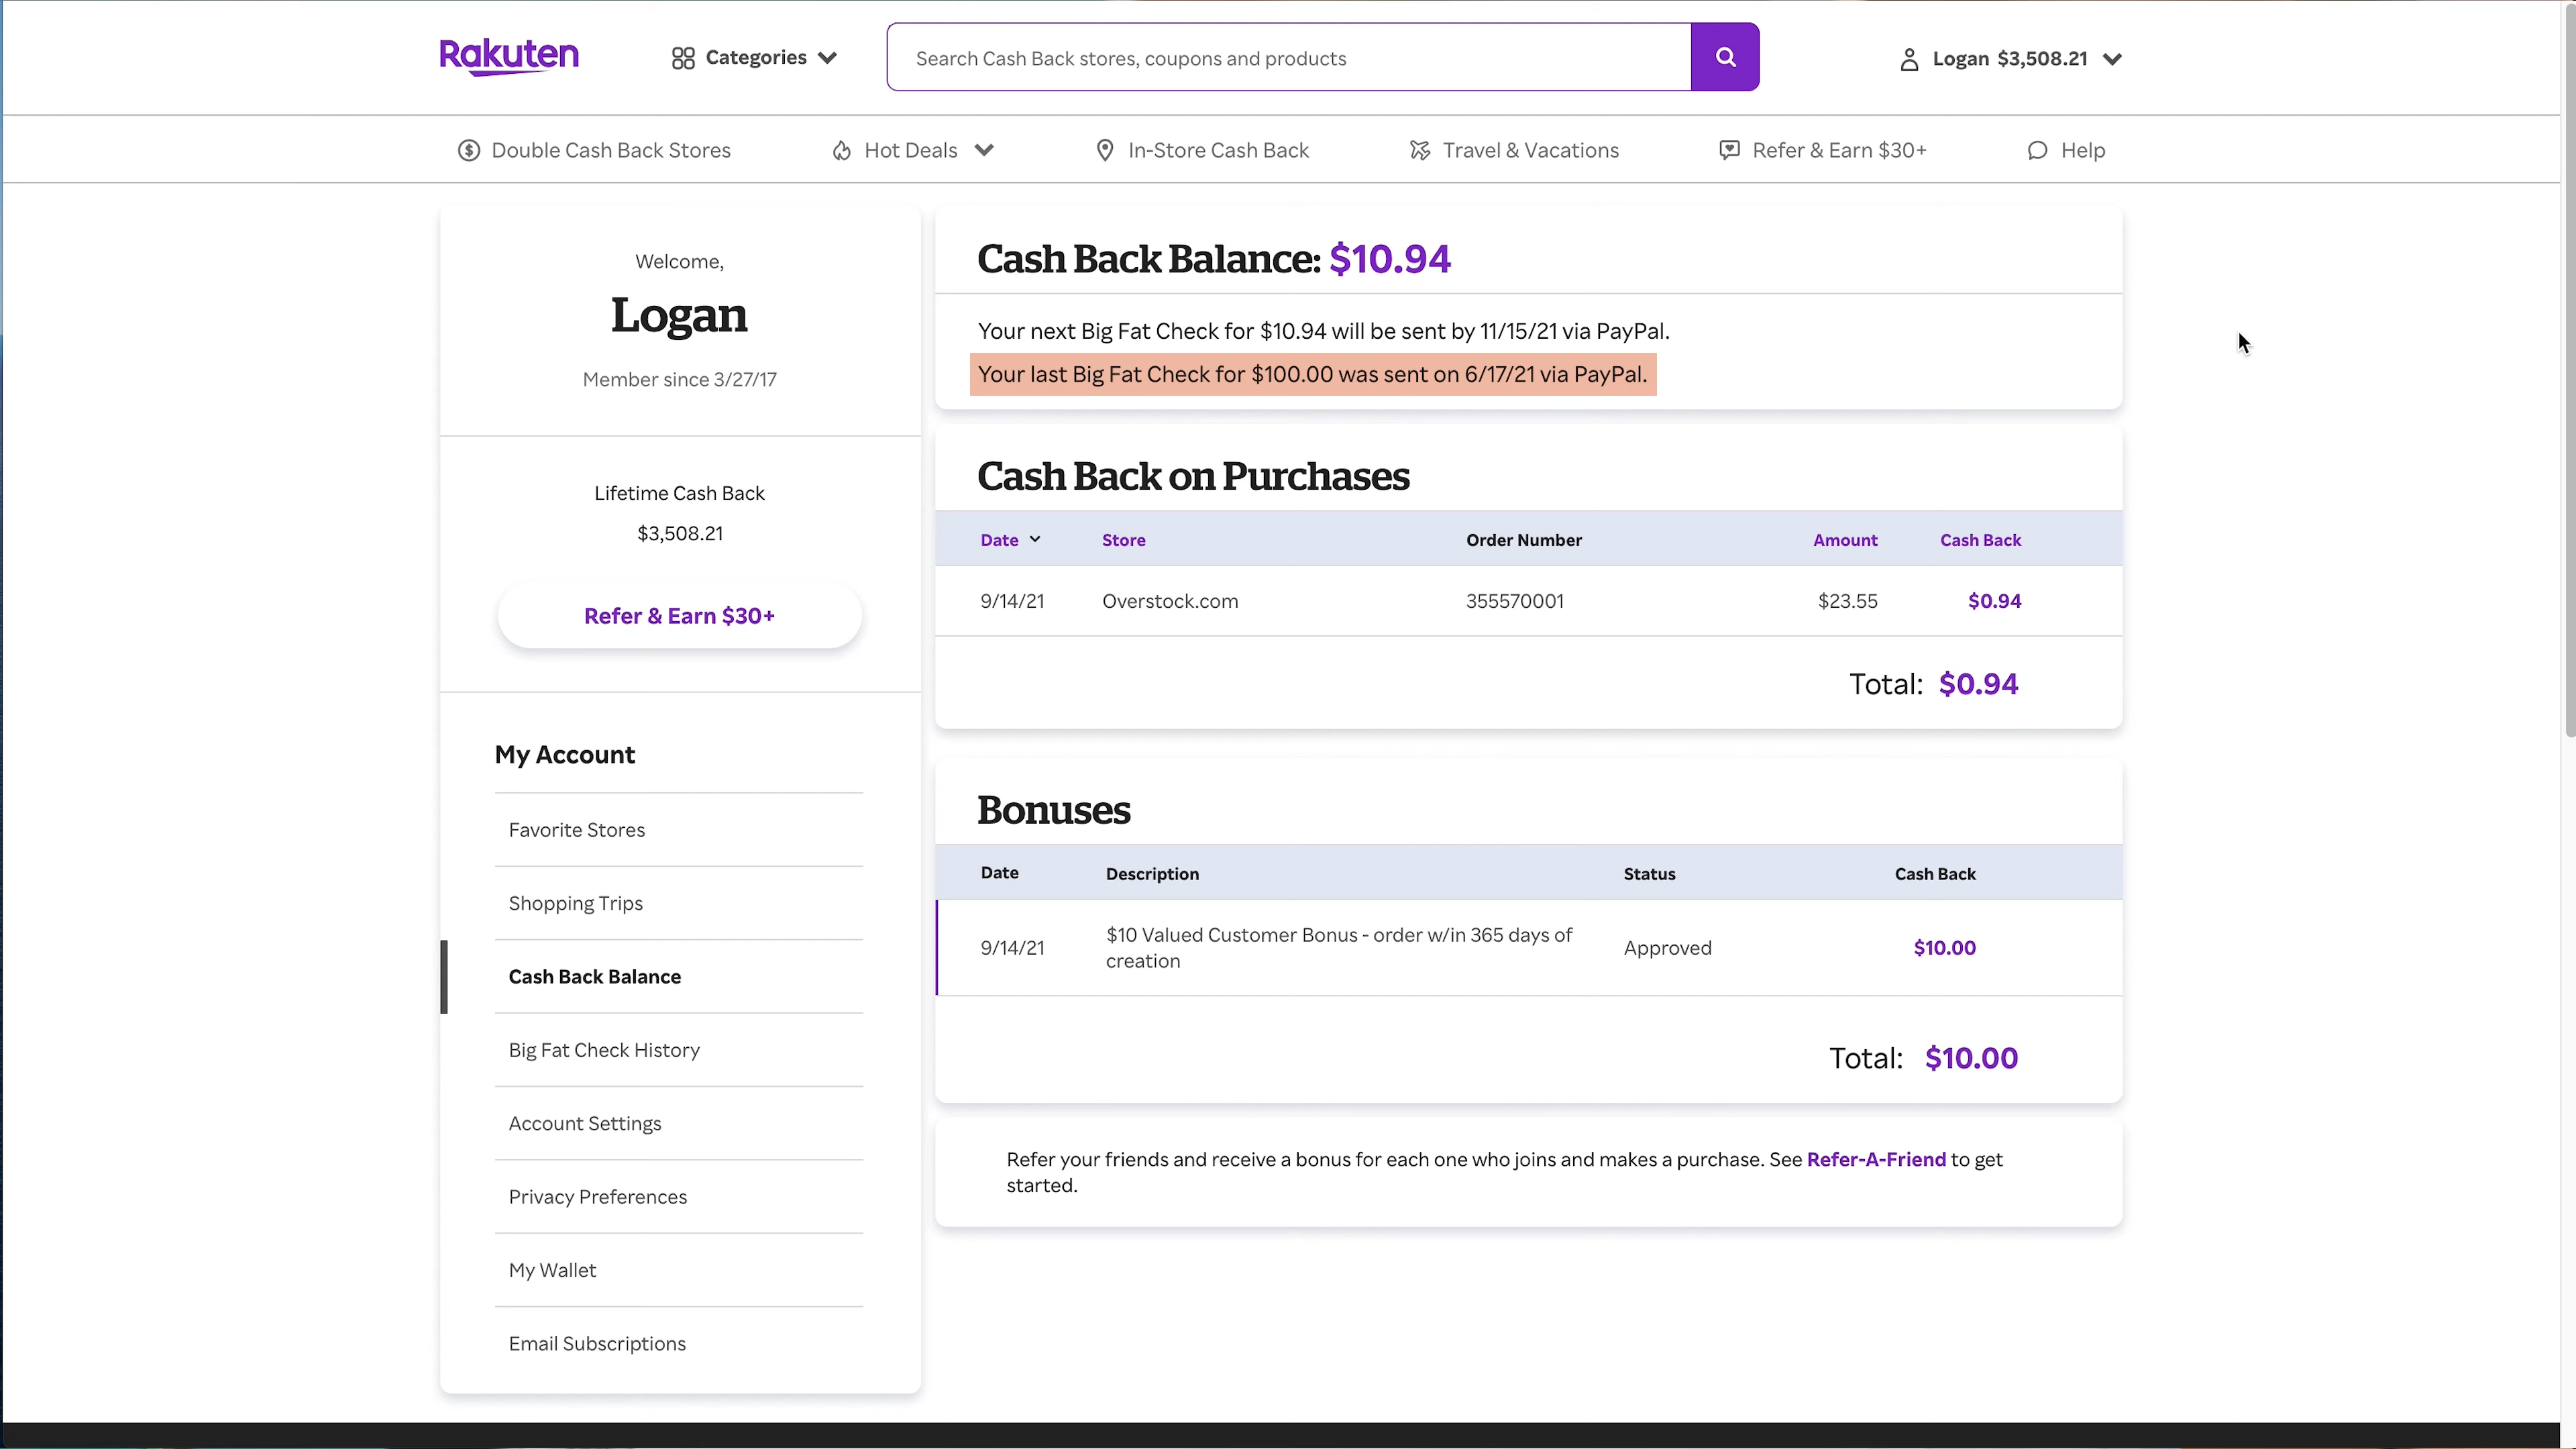 Rakuten
Categories
Search Cash Back stores, coupons and products
Logan $3,508.21
Double Cash Back Stores
Hot Deals
In-Store Cash Back
Travel & Vacations
Refer & Earn $30+
Help
Welcome,
Logan
Member since 3/27/17
Lifetime Cash Back
$3,508.21
Refer & Earn $30+
My Account
Favorite Stores
Shopping Trips
Cash Back Balance
Big Fat Check History
Account Settings
Privacy Preferences
My Wallet
Email Subscriptions
Cash Back Balance: $10.94
Your next Big Fat Check for $10.94 will be sent by 11/15/21 via PayPal.
Your last Big Fat Check for $100.00 was sent on 6/17/21 via PayPal.
Cash Back on Purchases
Date Store Order Number Amount Cash Back
9/14/21 Overstock.com 355570001 $23.55 $0.94
Total: $0.94
Bonuses
Date Description Status Cash Back
9/14/21 $10 Valued Customer Bonus - order w/in 365 days of creation Approved $10.00
Total: $10.00
Refer your friends and receive a bonus for each one who joins and makes a purchase. See Refer-A-Friend to get
started.